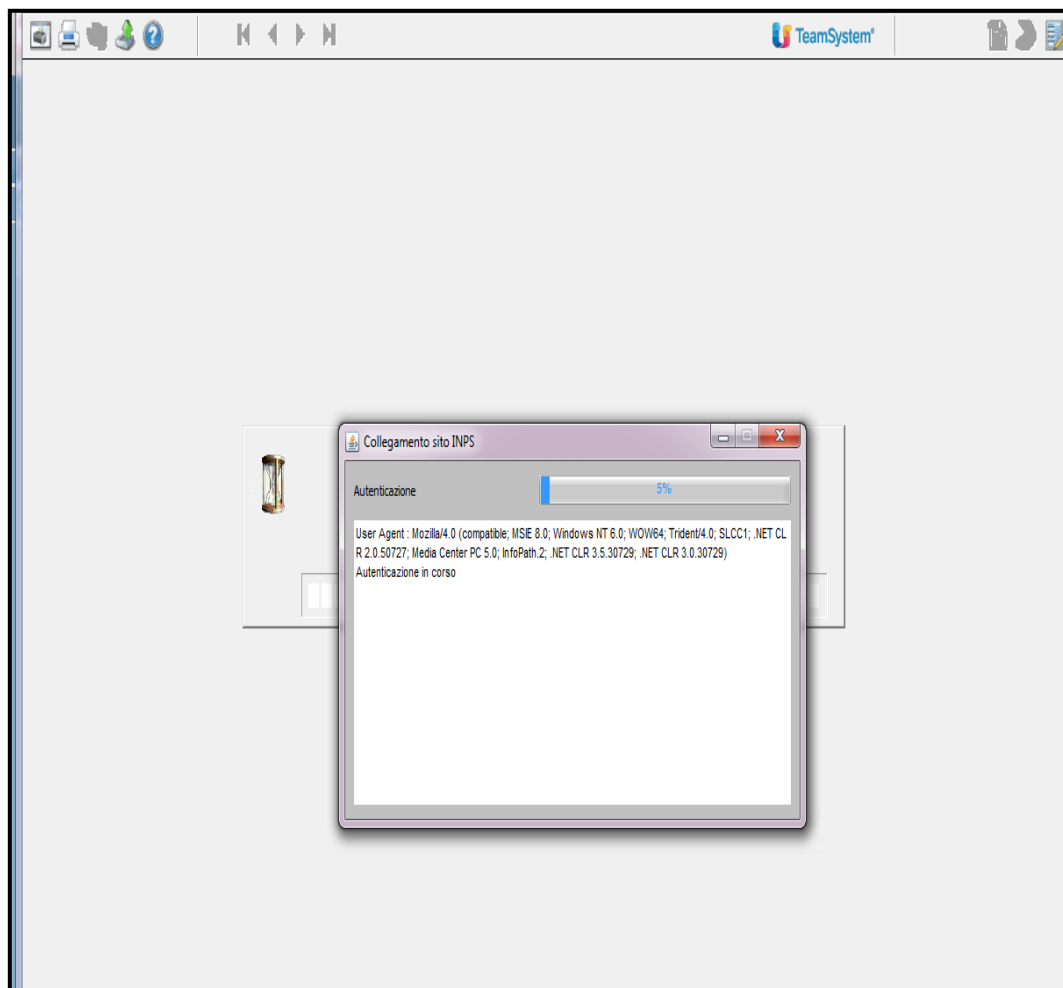 TeamSystem®
Collegamento sito INPS
Autenticazione
5%
User Agent : Mozilla/4.0 (compatible; MSIE 8.0; Windows NT 6.0; WOW64; Trident/4.0; SLCC1; .NET CL
R 2.0.50727; Media Center PC 5.0; InfoPath.2; .NET CLR 3.5.30729; .NET CLR 3.0.30729)
Autenticazione in corso